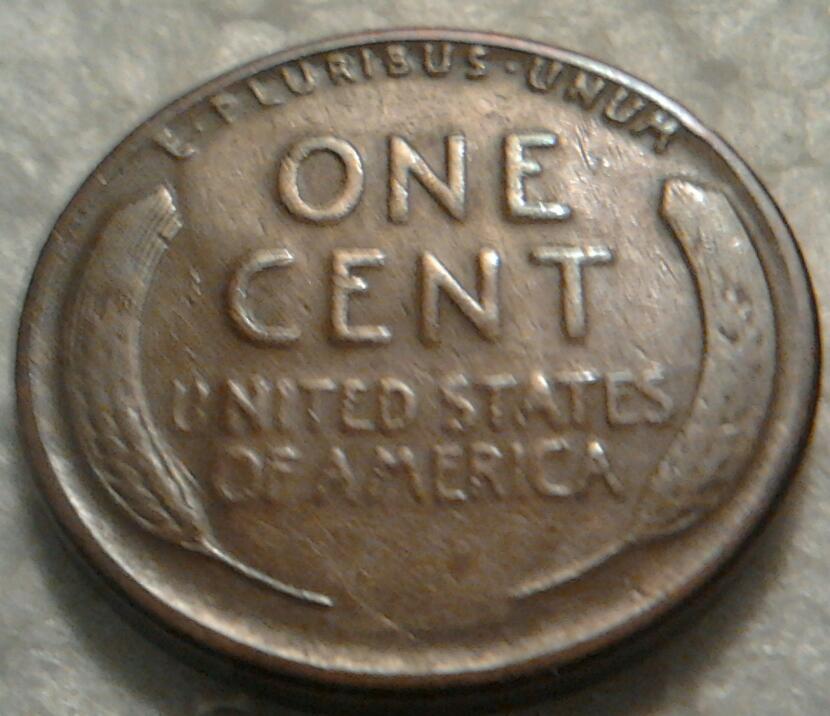 E·PLURIBUS·UNUM
ONE
CENT
UNITED STATES
OF AMERICA